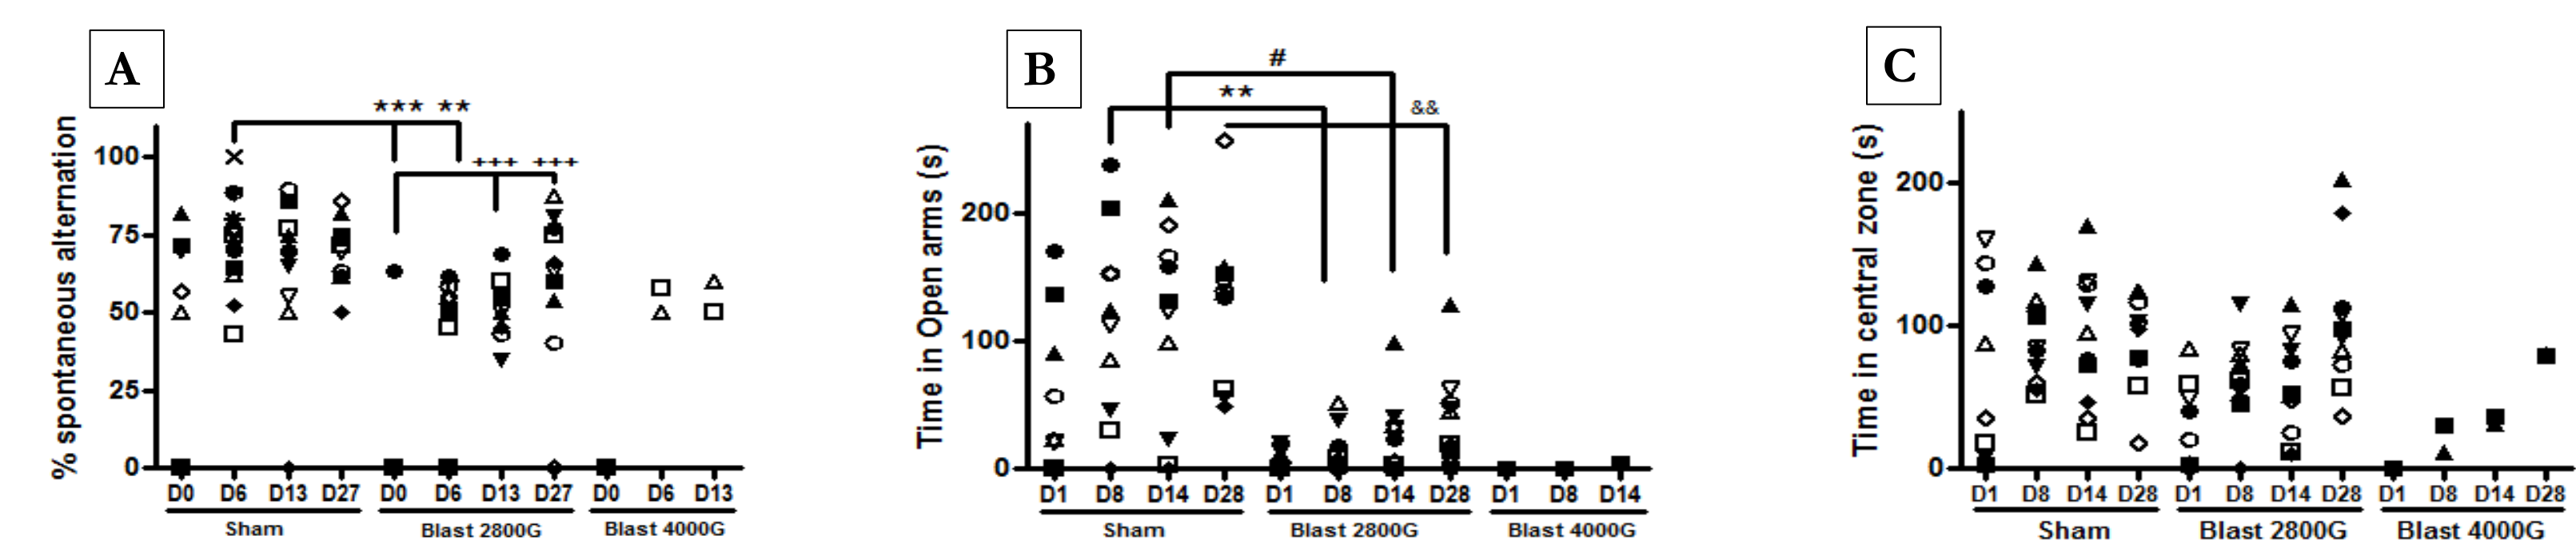 A
*** **
+++ +++
% spontaneous alternation
100
75
50
25
0
D0 D6 D13 D27 D0 D6 D13 D27 D0 D6 D13
Sham Blast 2800G Blast 4000G
B
#
**
&&
Time in Open arms (s)
200
100
0
D1 D8 D14 D28 D1 D8 D14 D28 D1 D8 D14
Sham Blast 2800G Blast 4000G
C
Time in central zone (s)
200
100
0
D1 D8 D14 D28 D1 D8 D14 D28 D1 D8 D14 D28
Sham Blast 2800G Blast 4000G